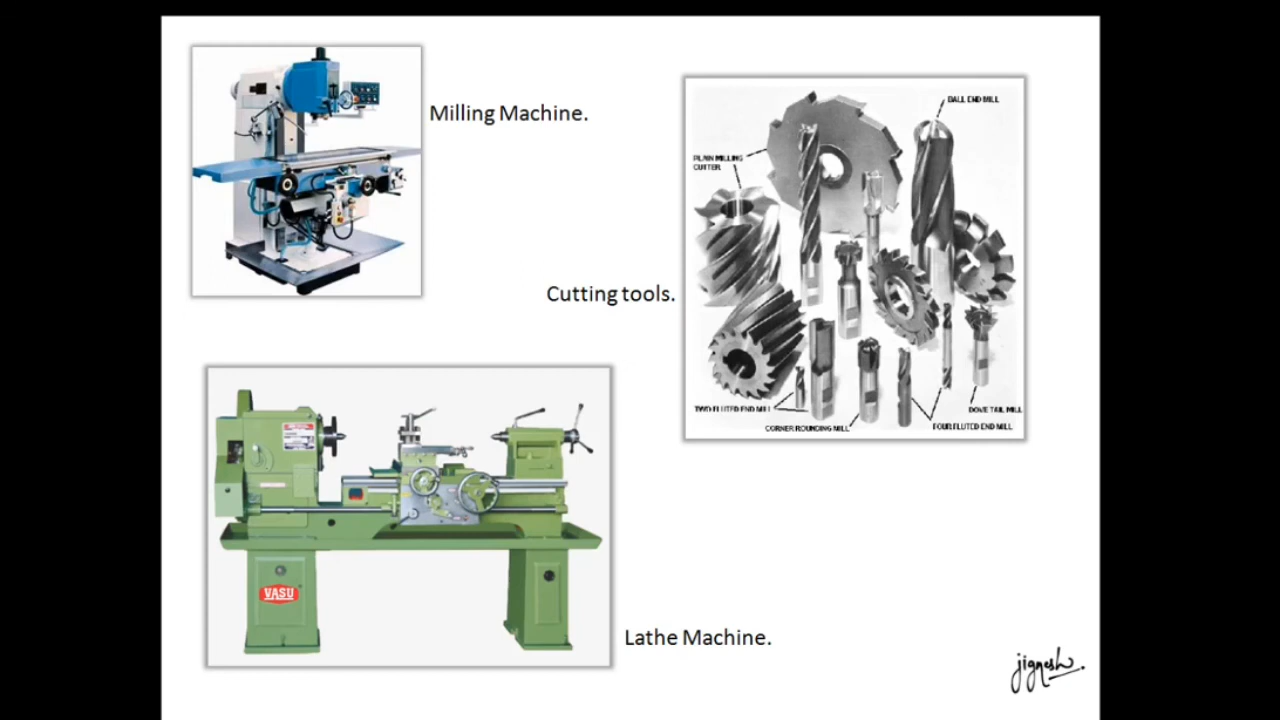 Milling Machine.
BALL END MILL
PLAIN MILLING
CUTTER
Cutting tools.
TWO FLUTED END MILL
CORNER ROUNDING MILL
DOVE TAIL MILL
FOUR FLUTED END MILL
VASU
Lathe Machine.
jignesh.